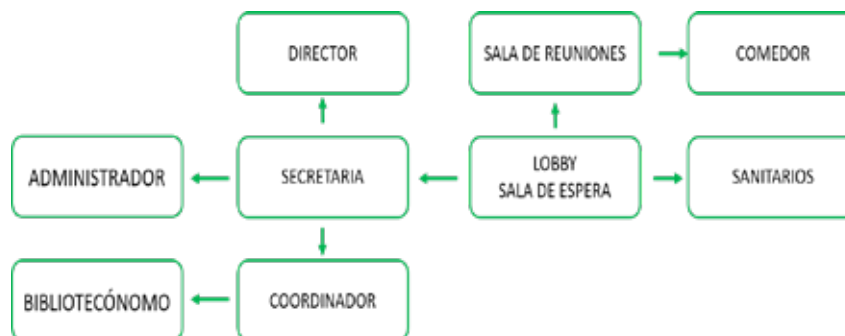 DIRECTOR
SALA DE REUNIONES
COMEDOR
ADMINISTRADOR
SECRETARIA
LOBBY
SALA DE ESPERA
SANITARIOS
BIBLIOTECÓNOMO
COORDINADOR